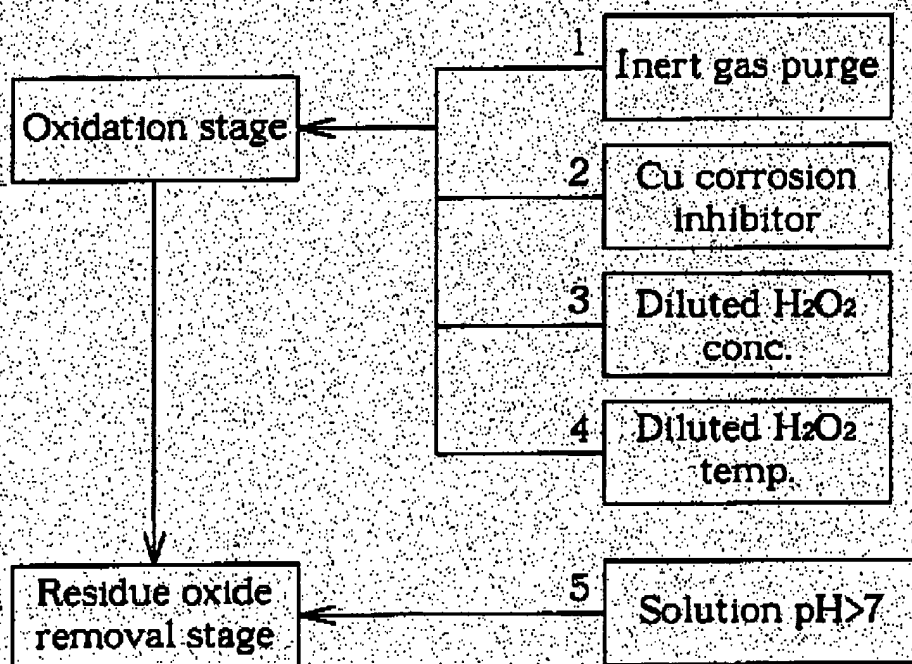 1
Inert gas purge
Oxidation stage
2
Cu corrosion
inhibitor
3
Diluted H₂O₂
conc.
4
Diluted H₂O₂
temp.
Residue oxide
removal stage
5
Solution pH>7